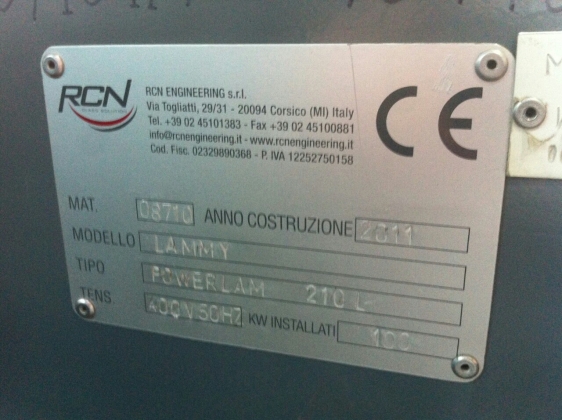 RCN
RCN ENGINEERING s.r.l.
Via Togliatti, 29/31 - 20094 Corsico (MI) Italy
Tel. +39 02 45101383 - Fax +39 02 45100881
info@rcnengineering.it - www.rcnengineering.it
Cod. Fisc. 02329890368 - P. IVA 12252750158
CE
MAT. 08710 ANNO COSTRUZIONE 2011
MODELLO LAMMY
TIPO POWERLAM 210 L
TENS. 400V 50HZ KW INSTALLATI 100